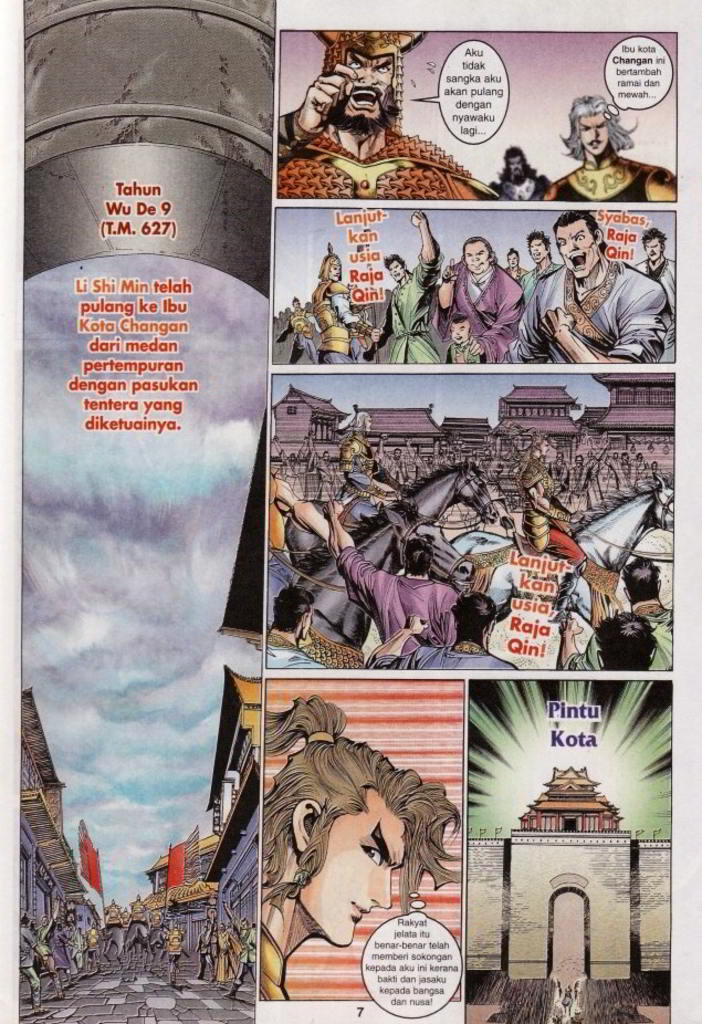 Tahun
Wu De 9
(T.M. 627)
Li Shi Min telah
pulang ke Ibu
Kota Changan
dari medan
pertempuran
dengan pasukan
tentera yang
diketuainya.
Aku
tidak
sangka aku
akan pulang
dengan
nyawaku
lagi...
Ibu kota
Changan ini
bertambah
ramai dan
mewah...
Lanjut-
kan
usia
Raja
Qin!
Syabas,
Raja
Qin!
Lanjut-
kan
usia,
Raja
Qin!
Rakyat
jelata itu
benar-benar telah
memberi sokongan
kepada aku ini kerana
bakti dan jasaku
kepada bangsa
dan nusa!
Pintu
Kota
7